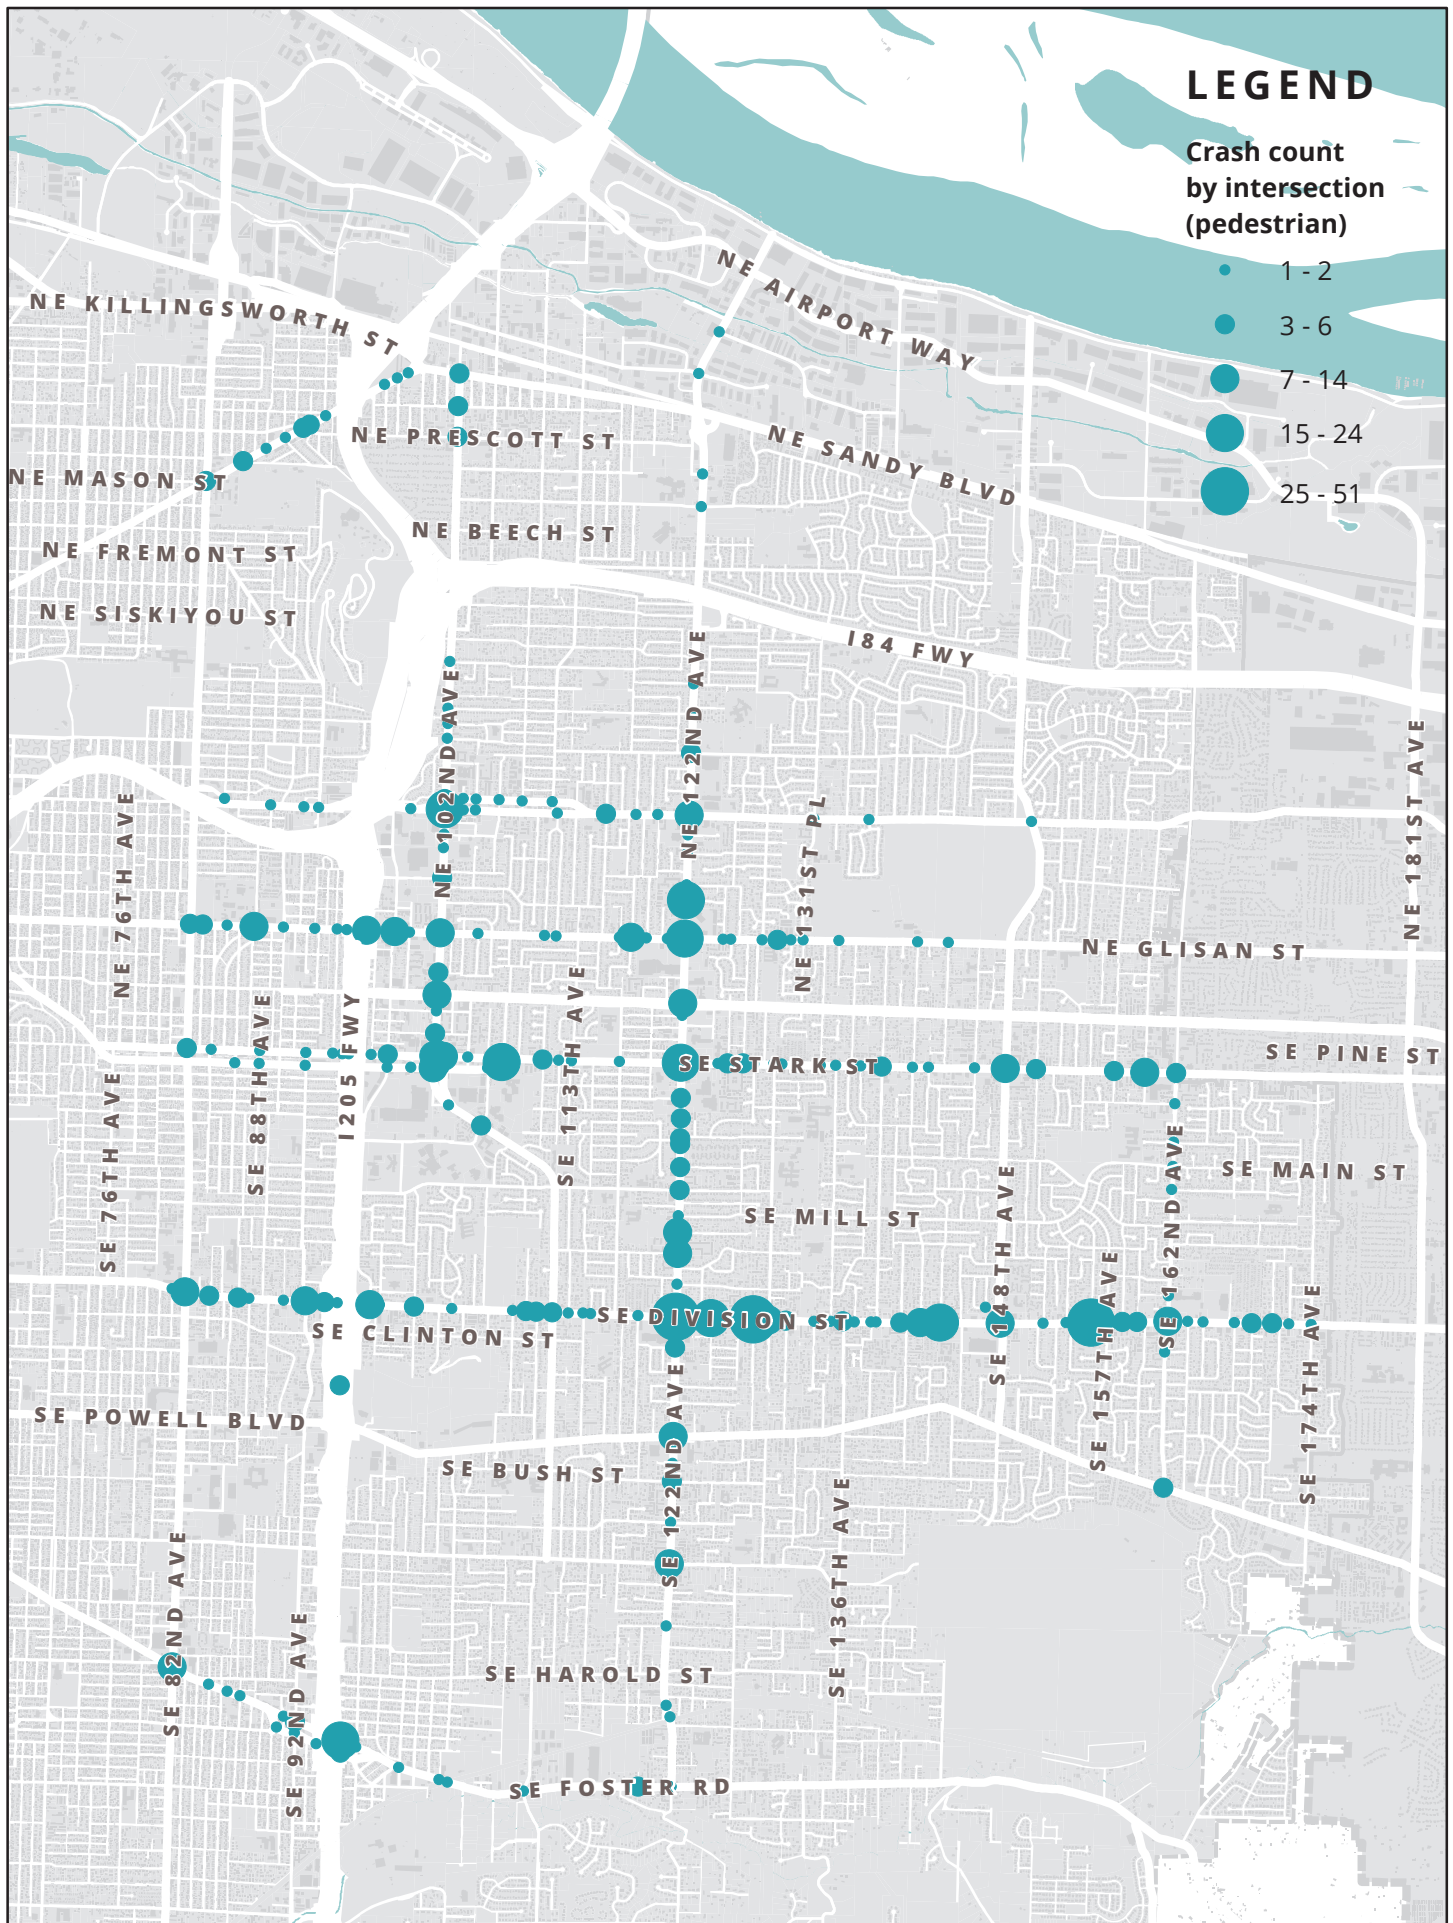 LEGEND
Crash count
by intersection
(pedestrian)
1 - 2
3 - 6
7 - 14
15 - 24
25 - 51
NE AIRPORT WAY
NE KILLINGSWORTH ST
NE PRESCOTT ST
NE SANDY BLVD
NE MASON ST
NE BEECH ST
NE FREMONT ST
NE SISKIYOU ST
I84 FWY
NE 102ND AVE
NE 122ND AVE
NE 181ST AVE
NE 76TH AVE
NE 131ST PL
NE GLISAN ST
SE 88TH AVE
I205 FWY
SE 113TH AVE
SE PINE ST
SE STARK ST
SE 76TH AVE
SE MAIN ST
SE 162ND AVE
SE 148TH AVE
SE MILL ST
SE 157TH AVE
SE 174TH AVE
SE DIVISION ST
SE CLINTON ST
SE POWELL BLVD
SE 122ND AVE
SE BUSH ST
SE 136TH AVE
SE 82ND AVE
SE 92ND AVE
SE HAROLD ST
SE FOSTER RD